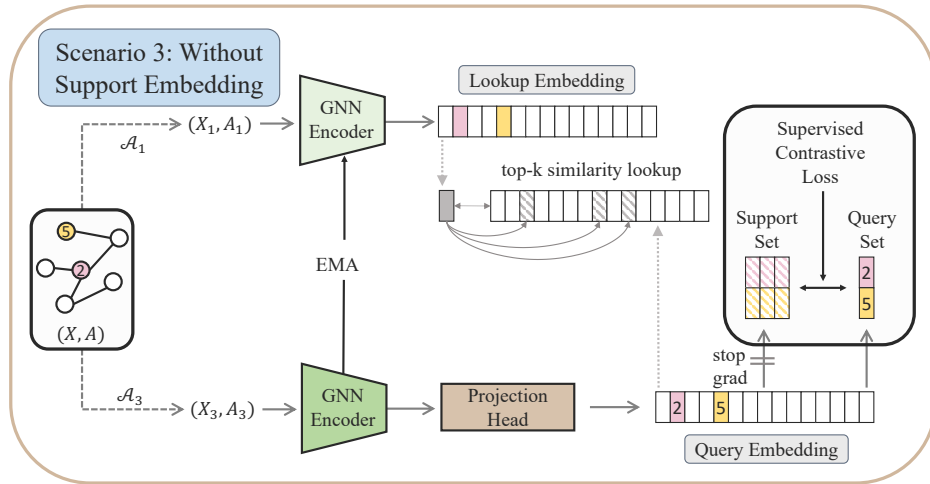 Scenario 3: Without
Support Embedding
𝒜₁
(X₁, A₁)
GNN
Encoder
Lookup Embedding
top-k similarity lookup
Supervised
Contrastive
Loss
Support
Set
Query
Set
2
5
5
2
(X, A)
EMA
𝒜₃
(X₃, A₃)
GNN
Encoder
Projection
Head
stop
grad
2
5
Query Embedding